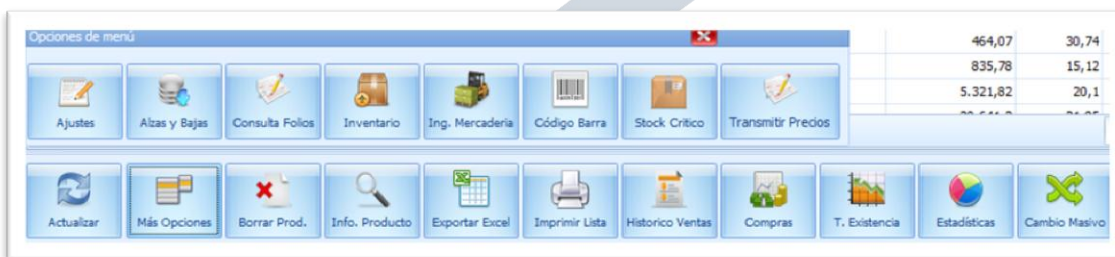 Opciones de menú
464,07 30,74
835,78 15,12
5.321,82 20,1
Ajustes Alzas y Bajas Consulta Folios Inventario Ing. Mercaderia Código Barra Stock Critico Transmitir Precios
Actualizar Más Opciones Borrar Prod. Info. Producto Exportar Excel Imprimir Lista Historico Ventas Compras T. Existencia Estadísticas Cambio Masivo